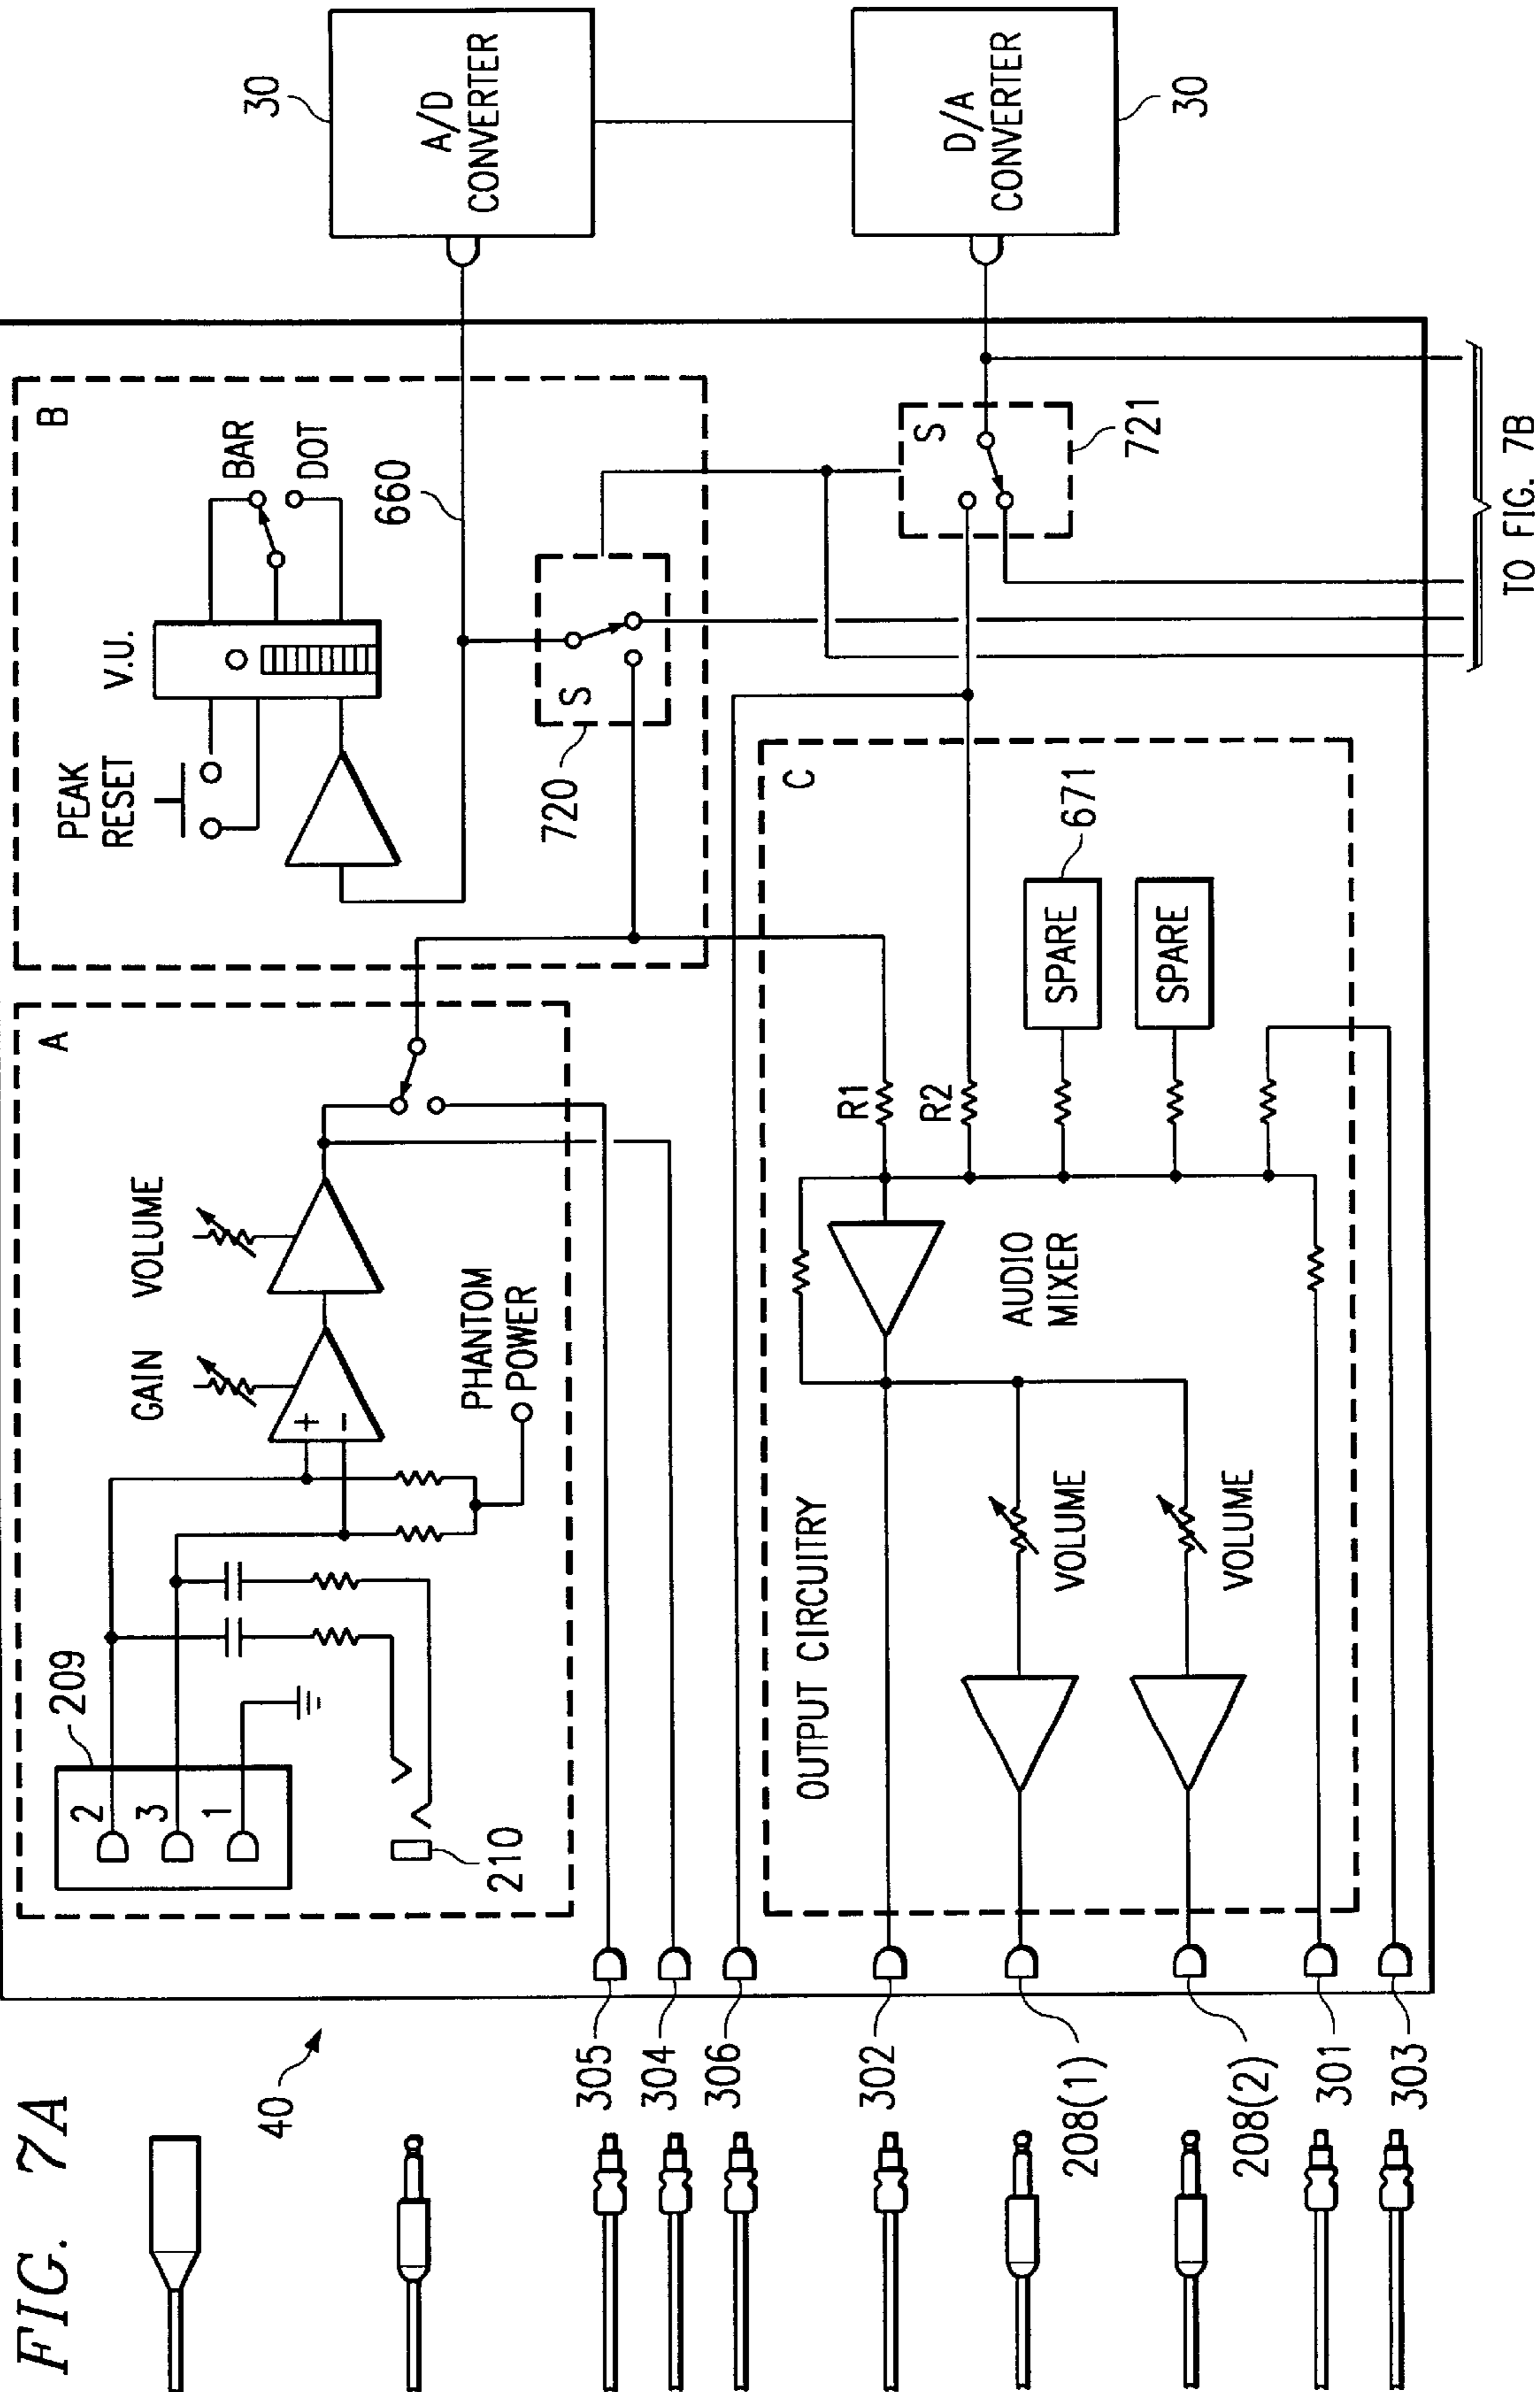 FIG. 7A
40
209
2
3
1
210
GAIN
VOLUME
+
-
PHANTOM
POWER
A
PEAK
RESET
V.U.
BAR
DOT
B
660
S
720
30
A/D
CONVERTER
D/A
CONVERTER
30
S
721
TO FIG. 7B
305
304
306
302
208(1)
208(2)
301
303
OUTPUT CIRCUITRY
VOLUME
VOLUME
AUDIO
MIXER
R1
R2
C
SPARE
671
SPARE